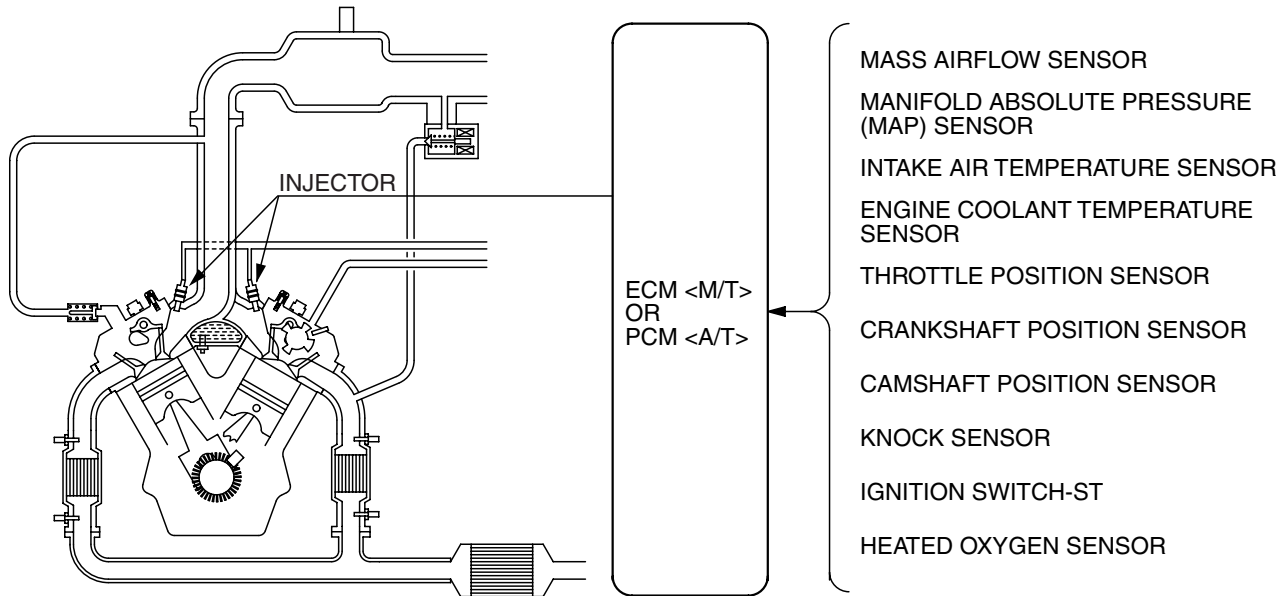 INJECTOR
ECM <M/T>
OR
PCM <A/T>
MASS AIRFLOW SENSOR
MANIFOLD ABSOLUTE PRESSURE
(MAP) SENSOR
INTAKE AIR TEMPERATURE SENSOR
ENGINE COOLANT TEMPERATURE
SENSOR
THROTTLE POSITION SENSOR
CRANKSHAFT POSITION SENSOR
CAMSHAFT POSITION SENSOR
KNOCK SENSOR
IGNITION SWITCH-ST
HEATED OXYGEN SENSOR